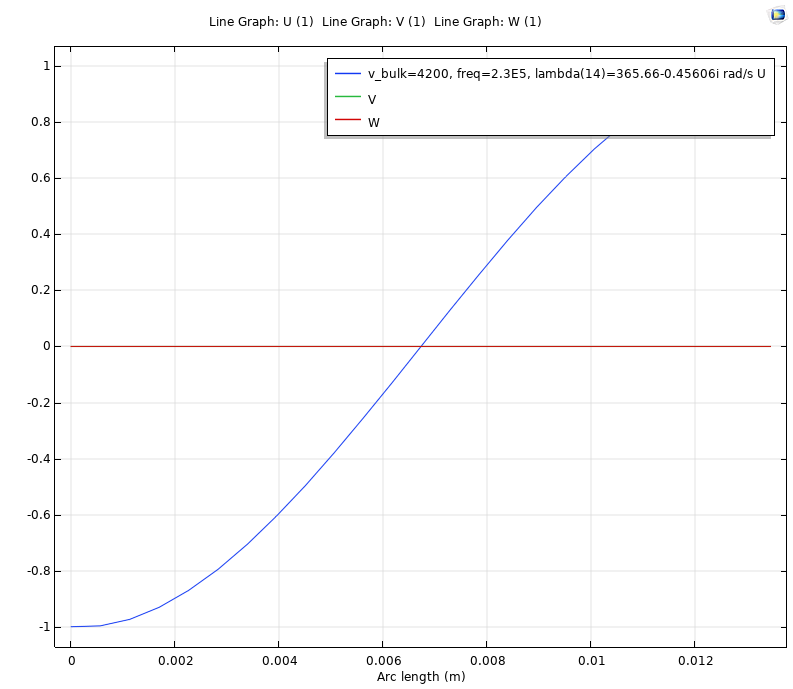 Line Graph: U (1)  Line Graph: V (1)  Line Graph: W (1)
v_bulk=4200, freq=2.3E5, lambda(14)=365.66-0.45606i rad/s U
V
W
1
0.8
0.6
0.4
0.2
0
-0.2
-0.4
-0.6
-0.8
-1
0 0.002 0.004 0.006 0.008 0.01 0.012
Arc length (m)